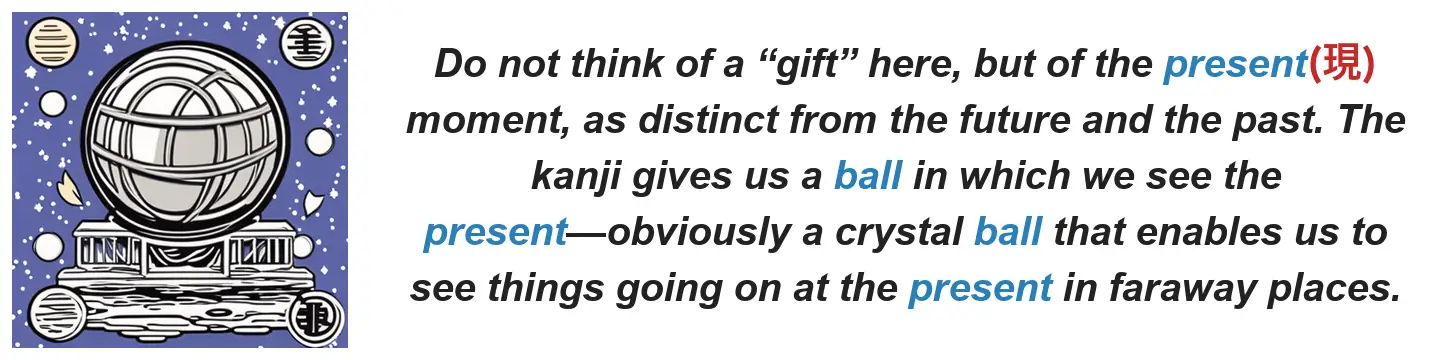 Do not think of a “gift” here, but of the present(現)
moment, as distinct from the future and the past. The
kanji gives us a ball in which we see the
present—obviously a crystal ball that enables us to
see things going on at the present in faraway places.